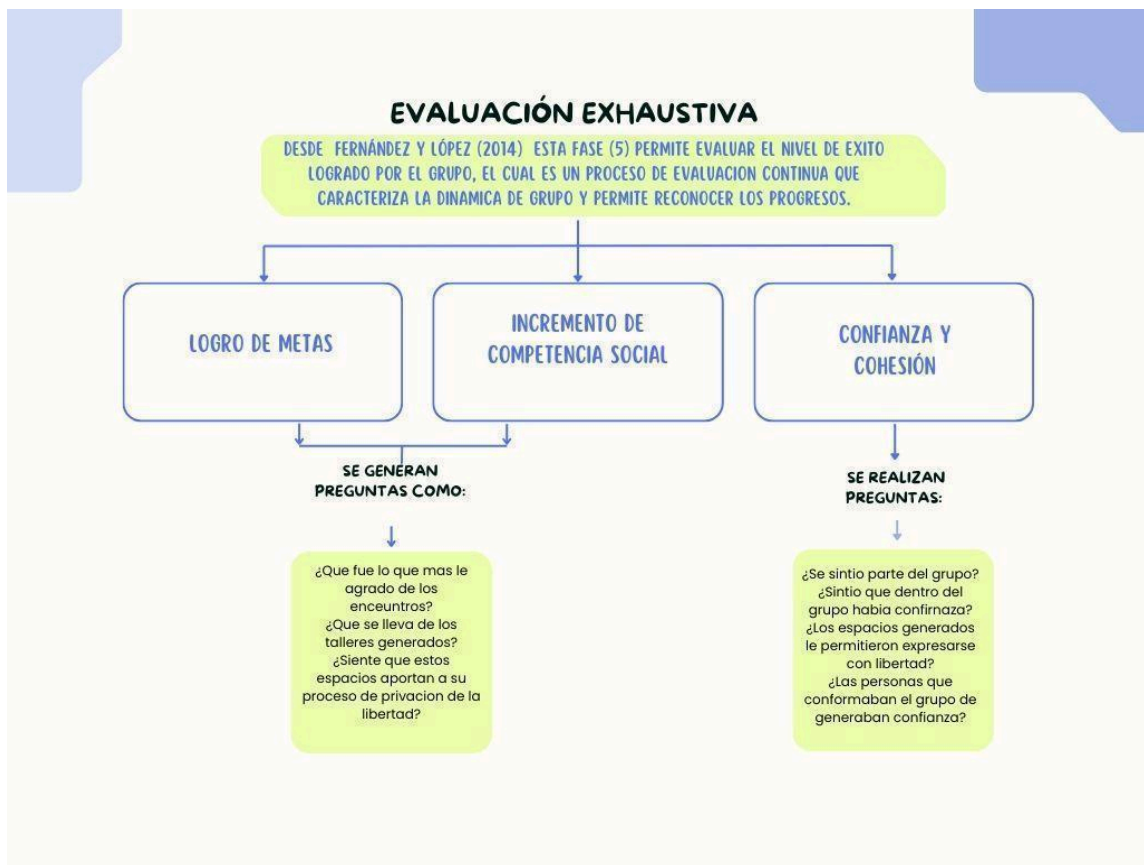 EVALUACIÓN EXHAUSTIVA
DESDE FERNÁNDEZ Y LÓPEZ (2014) ESTA FASE (5) PERMITE EVALUAR EL NIVEL DE EXITO
LOGRADO POR EL GRUPO, EL CUAL ES UN PROCESO DE EVALUACION CONTINUA QUE
CARACTERIZA LA DINAMICA DE GRUPO Y PERMITE RECONOCER LOS PROGRESOS.
LOGRO DE METAS
INCREMENTO DE
COMPETENCIA SOCIAL
CONFIANZA Y
COHESIÓN
SE GENERAN
PREGUNTAS COMO:
SE REALIZAN
PREGUNTAS:
¿Que fue lo que mas le
agrado de los
enceuntros?
¿Que se lleva de los
talleres generados?
¿Siente que estos
espacios aportan a su
proceso de privacion de la
libertad?
¿Se sintio parte del grupo?
¿Sintio que dentro del
grupo habia confirnaza?
¿Los espacios generados
le permitieron expresarse
con libertad?
¿Las personas que
conformaban el grupo de
generaban confianza?